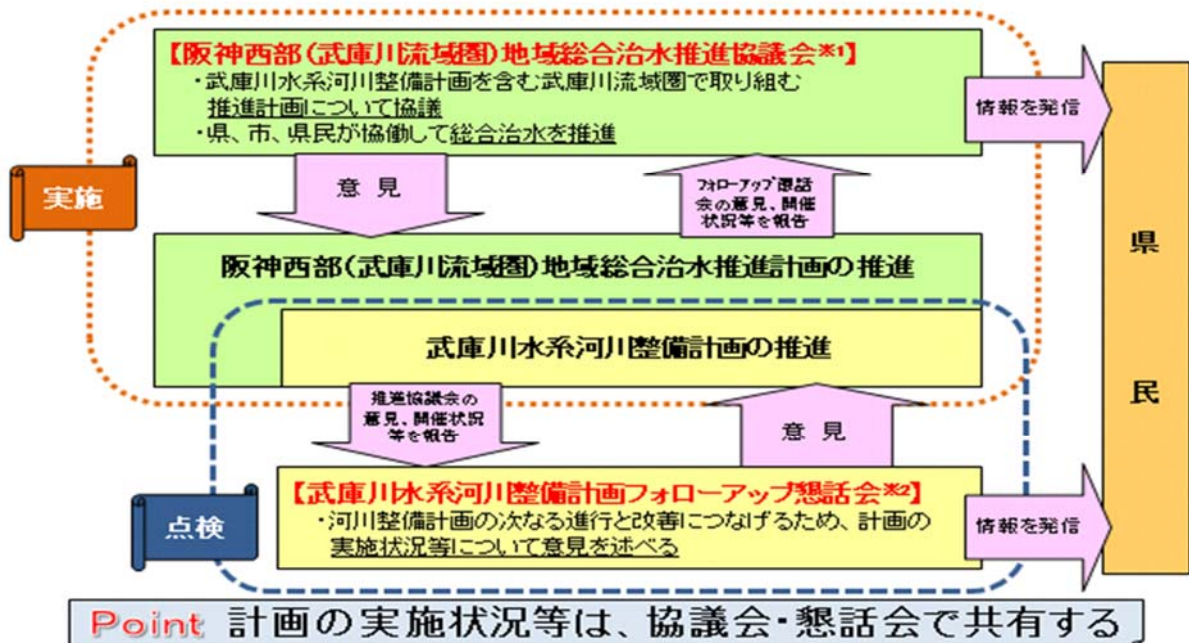 【阪神西部(武庫川流域圏)地域総合治水推進協議会※1】
・武庫川水系河川整備計画を含む武庫川流域圏で取り組む
推進計画について協議
・県、市、県民が協働して総合治水を推進
情報を発信
実施
意 見
フォローアップ懇話
会の意見、開催
状況等を報告
阪神西部(武庫川流域圏)地域総合治水推進計画の推進
県
民
武庫川水系河川整備計画の推進
推進協議会の
意見、開催状況
等を報告
意 見
点検
【武庫川水系河川整備計画フォローアップ懇話会※2】
・河川整備計画の次なる進行と改善につなげるため、計画の
実施状況等について意見を述べる
情報を発信
Point 計画の実施状況等は、協議会・懇話会で共有する